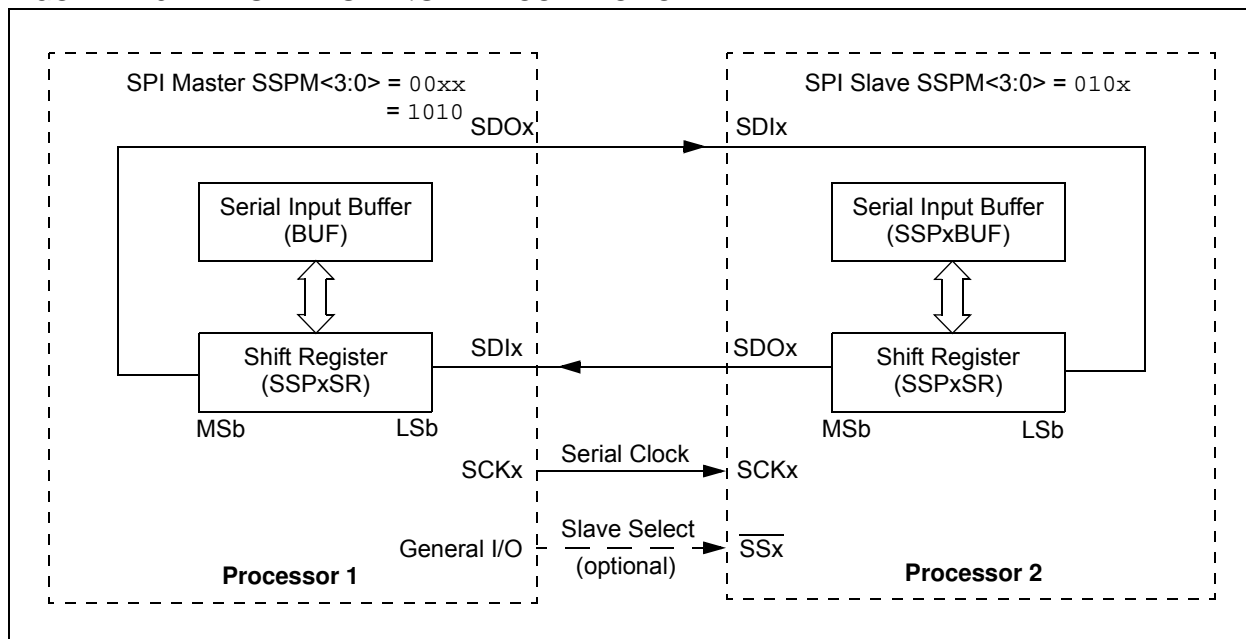 SPI Master SSPM<3:0> = 00xx
= 1010
SDOx
Serial Input Buffer
(BUF)
Shift Register
(SSPxSR)
MSb
LSb
SDIx
SCKx
General I/O
Processor 1
Serial Clock
Slave Select
(optional)
SPI Slave SSPM<3:0> = 010x
SDIx
Serial Input Buffer
(SSPxBUF)
SDOx
Shift Register
(SSPxSR)
MSb
LSb
SCKx
SSx
Processor 2